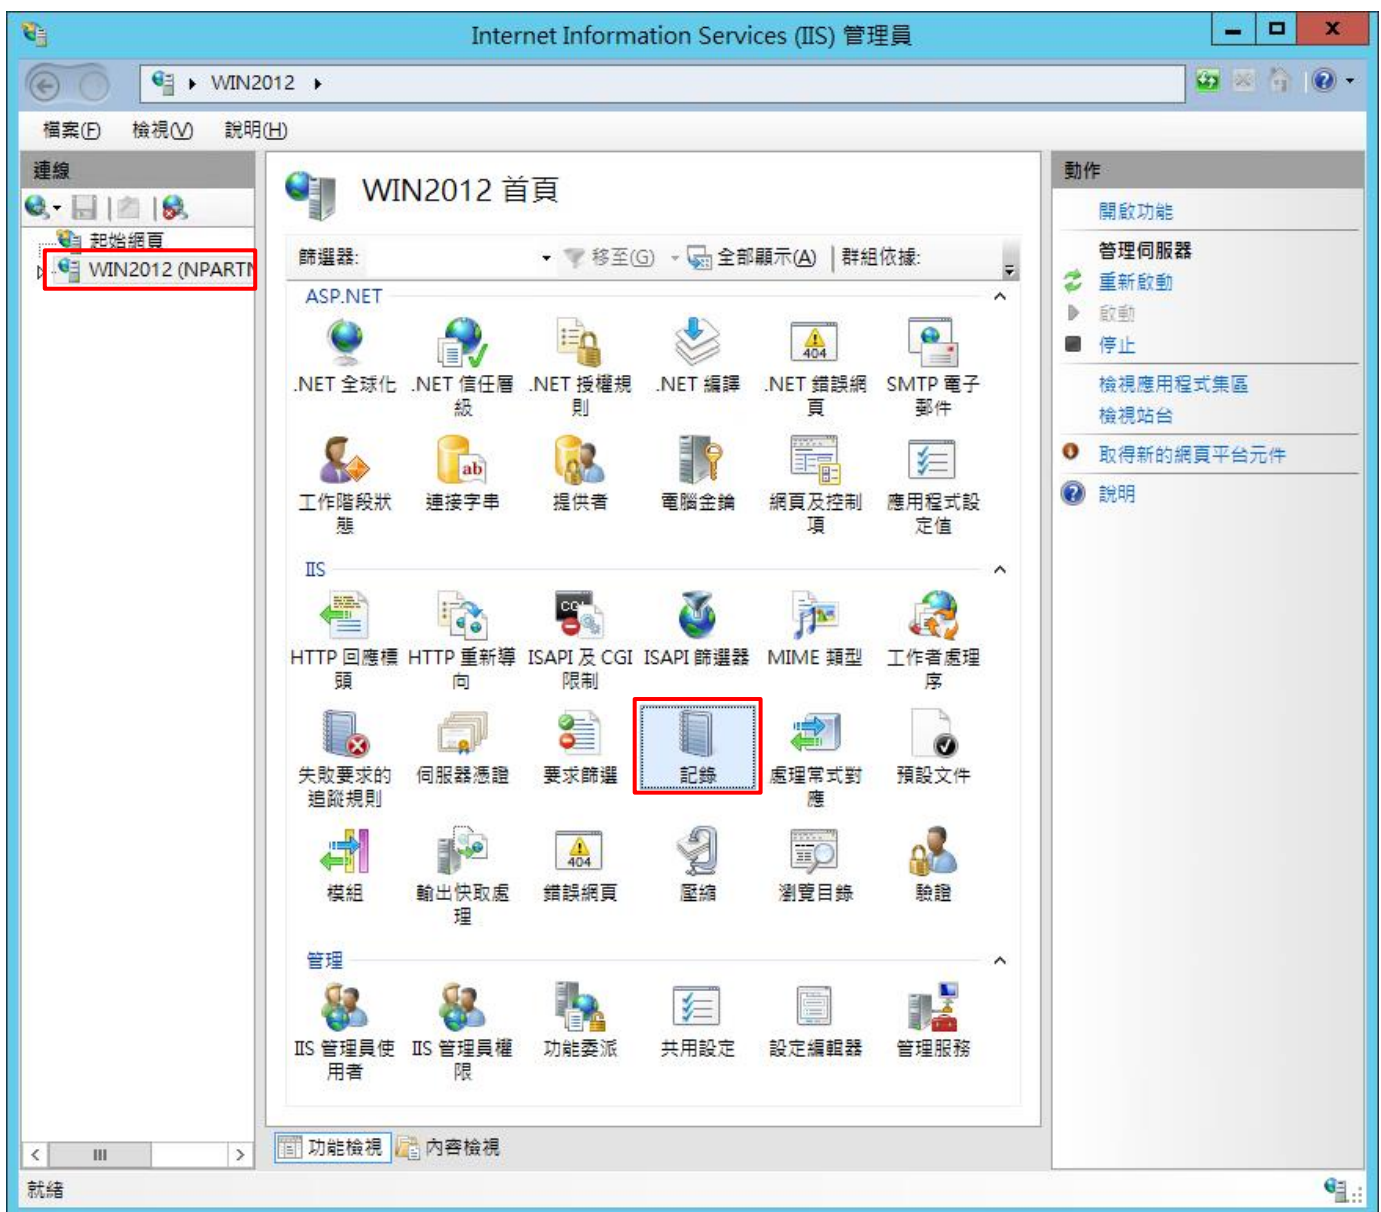 Internet Information Services (IIS) 管理員
WIN2012
檔案(F) 檢視(V) 說明(H)
連線
起始網頁
WIN2012 (NPARTN
WIN2012 首頁
篩選器: 移至(G) 全部顯示(A) 群組依據:
ASP.NET
.NET 全球化 .NET 信任層 .NET 授權規 .NET 編譯 .NET 錯誤網 SMTP 電子
級 則 頁 郵件
工作階段狀 連接字串 提供者 電腦金鑰 網頁及控制 應用程式設
態 項 定值
IIS
HTTP 回應標 HTTP 重新導 ISAPI 及 CGI ISAPI 篩選器 MIME 類型 工作者處理
頭 向 限制 序
失敗要求的 伺服器憑證 要求篩選 記錄 處理常式對 預設文件
追蹤規則 應
模組 輸出快取處 錯誤網頁 壓縮 瀏覽目錄 驗證
理
管理
IIS 管理員使 IIS 管理員權 功能委派 共用設定 設定編輯器 管理服務
用者 限
功能檢視 內容檢視
動作
開啟功能
管理伺服器
重新啟動
啟動
停止
檢視應用程式集區
檢視站台
取得新的網頁平台元件
說明
就緒